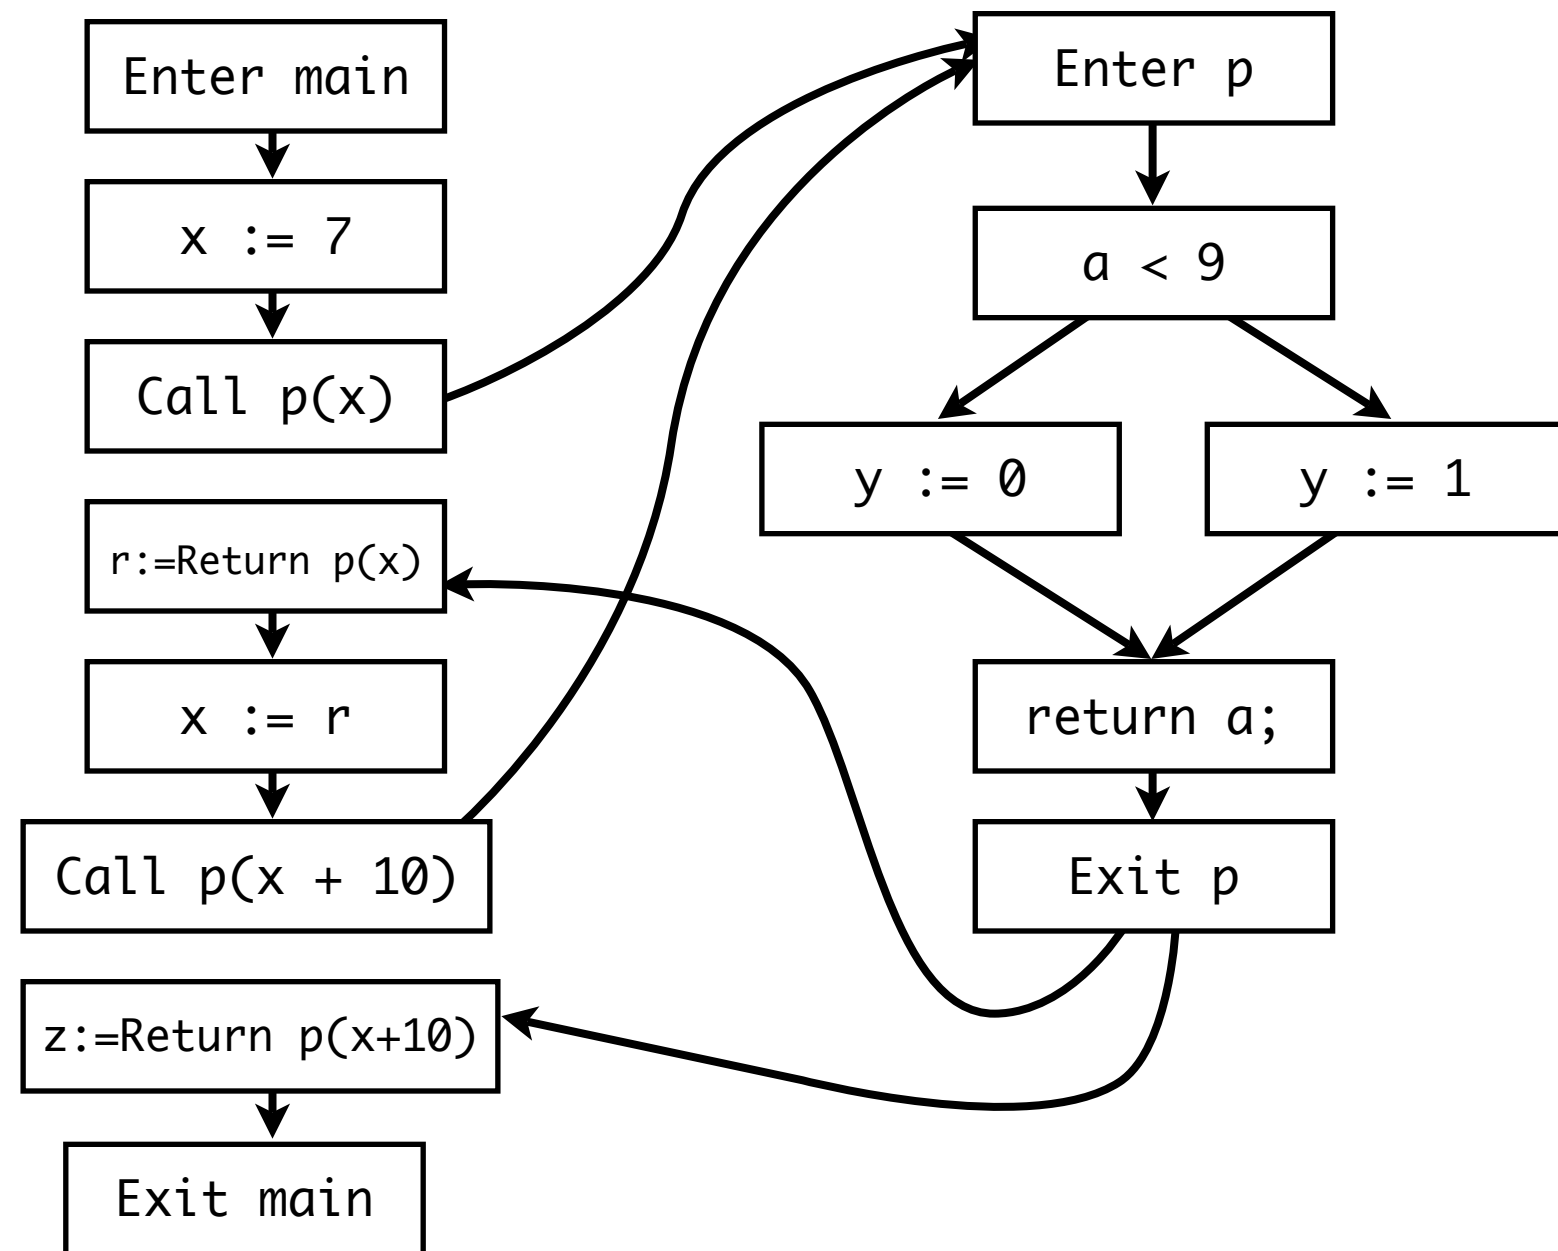 Enter main
x := 7
Call p(x)
r:=Return p(x)
x := r
Call p(x + 10)
z:=Return p(x+10)
Exit main
Enter p
a < 9
y := 0
y := 1
return a;
Exit p